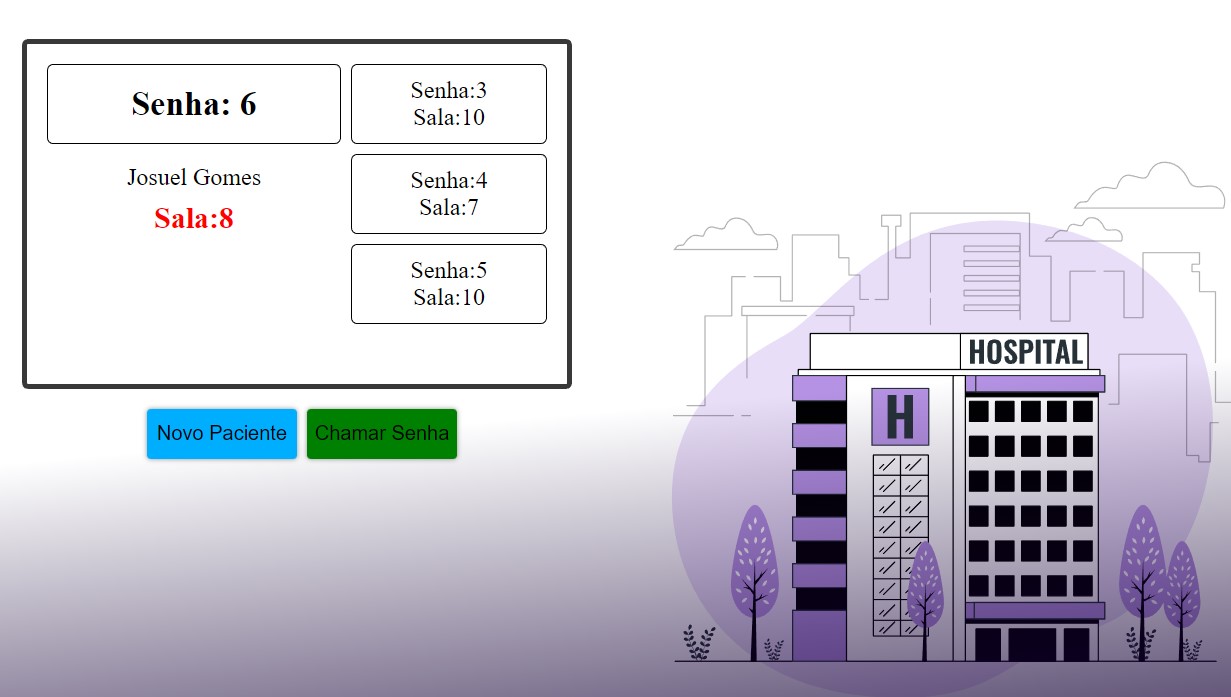 Senha: 6
Josuel Gomes
Sala:8
Senha:3
Sala:10
Senha:4
Sala:7
Senha:5
Sala:10
Novo Paciente
Chamar Senha
HOSPITAL
H